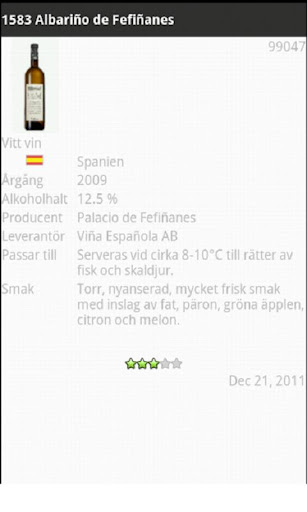 1583 Albariño de Fefiñanes
99047
Vitt vin
Spanien
Årgång 2009
Alkoholhalt 12.5 %
Producent Palacio de Fefiñanes
Leverantör Viña Española AB
Passar till Serveras vid cirka 8-10°C till rätter av
fisk och skaldjur.
Smak Torr, nyanserad, mycket frisk smak
med inslag av fat, päron, gröna äpplen,
citron och melon.
Dec 21, 2011